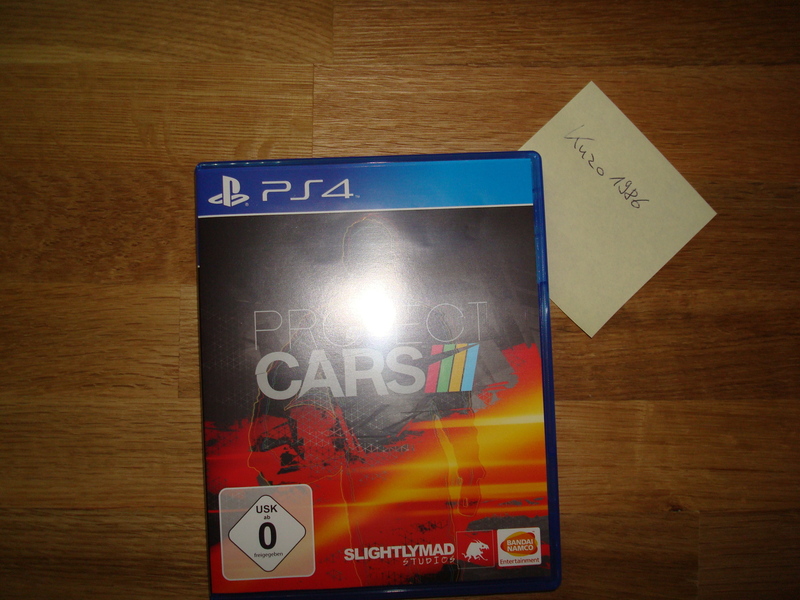 PS4
Kuzo 1986
PROJECT
CARS
USK
ab
0
freigegeben
SLIGHTLYMAD
STUDIOS
BANDAI
NAMCO
Entertainment